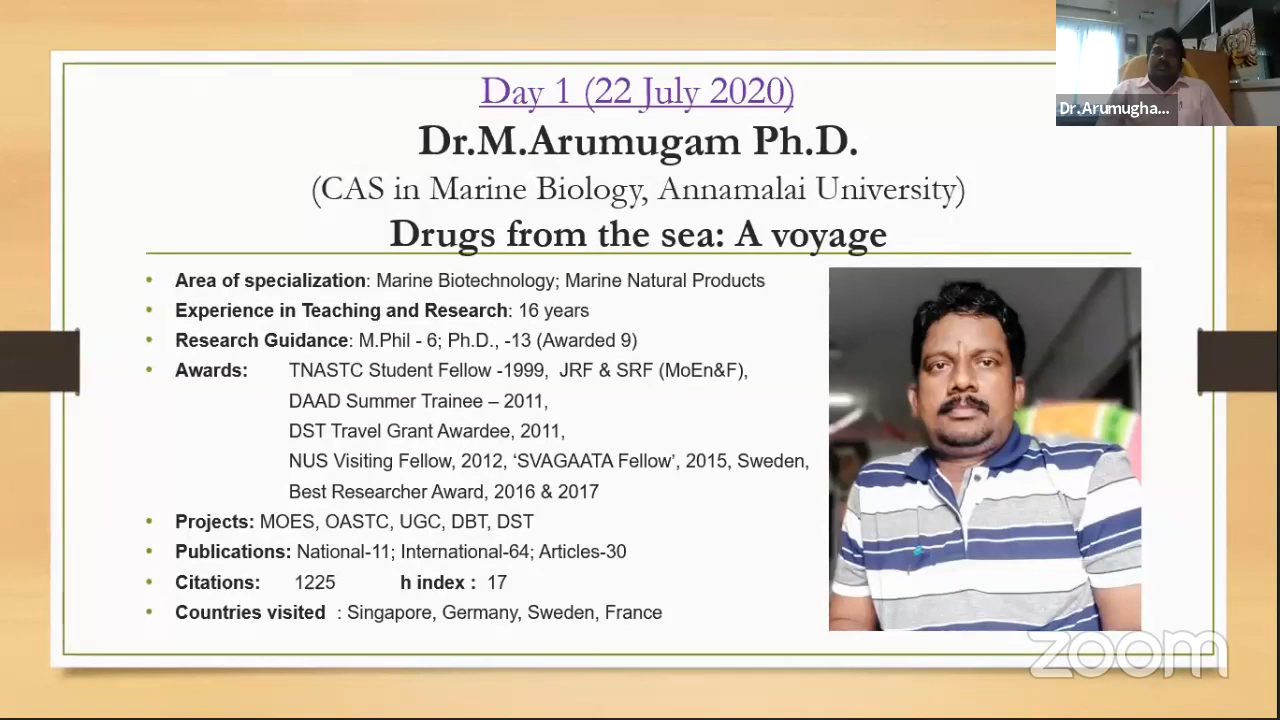 Day 1 (22 July 2020)
Dr.M.Arumugam Ph.D.
(CAS in Marine Biology, Annamalai University)
Drugs from the sea: A voyage
• Area of specialization: Marine Biotechnology; Marine Natural Products
• Experience in Teaching and Research: 16 years
• Research Guidance: M.Phil - 6; Ph.D., -13 (Awarded 9)
• Awards: TNASTC Student Fellow -1999, JRF & SRF (MoEn&F),
DAAD Summer Trainee – 2011,
DST Travel Grant Awardee, 2011,
NUS Visiting Fellow, 2012, ‘SVAGAATA Fellow’, 2015, Sweden,
Best Researcher Award, 2016 & 2017
• Projects: MOES, OASTC, UGC, DBT, DST
• Publications: National-11; International-64; Articles-30
• Citations: 1225 h index : 17
• Countries visited : Singapore, Germany, Sweden, France
Dr.Arumugha...
zoom